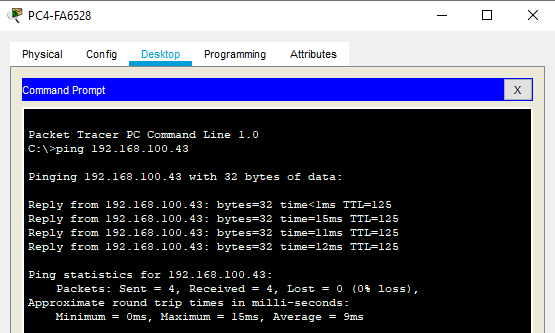 PC4-FA6528
Physical Config Desktop Programming Attributes
Command Prompt X
Packet Tracer PC Command Line 1.0
C:\>ping 192.168.100.43
Pinging 192.168.100.43 with 32 bytes of data:
Reply from 192.168.100.43: bytes=32 time<1ms TTL=125
Reply from 192.168.100.43: bytes=32 time=15ms TTL=125
Reply from 192.168.100.43: bytes=32 time=11ms TTL=125
Reply from 192.168.100.43: bytes=32 time=12ms TTL=125
Ping statistics for 192.168.100.43:
Packets: Sent = 4, Received = 4, Lost = 0 (0% loss),
Approximate round trip times in milli-seconds:
Minimum = 0ms, Maximum = 15ms, Average = 9ms